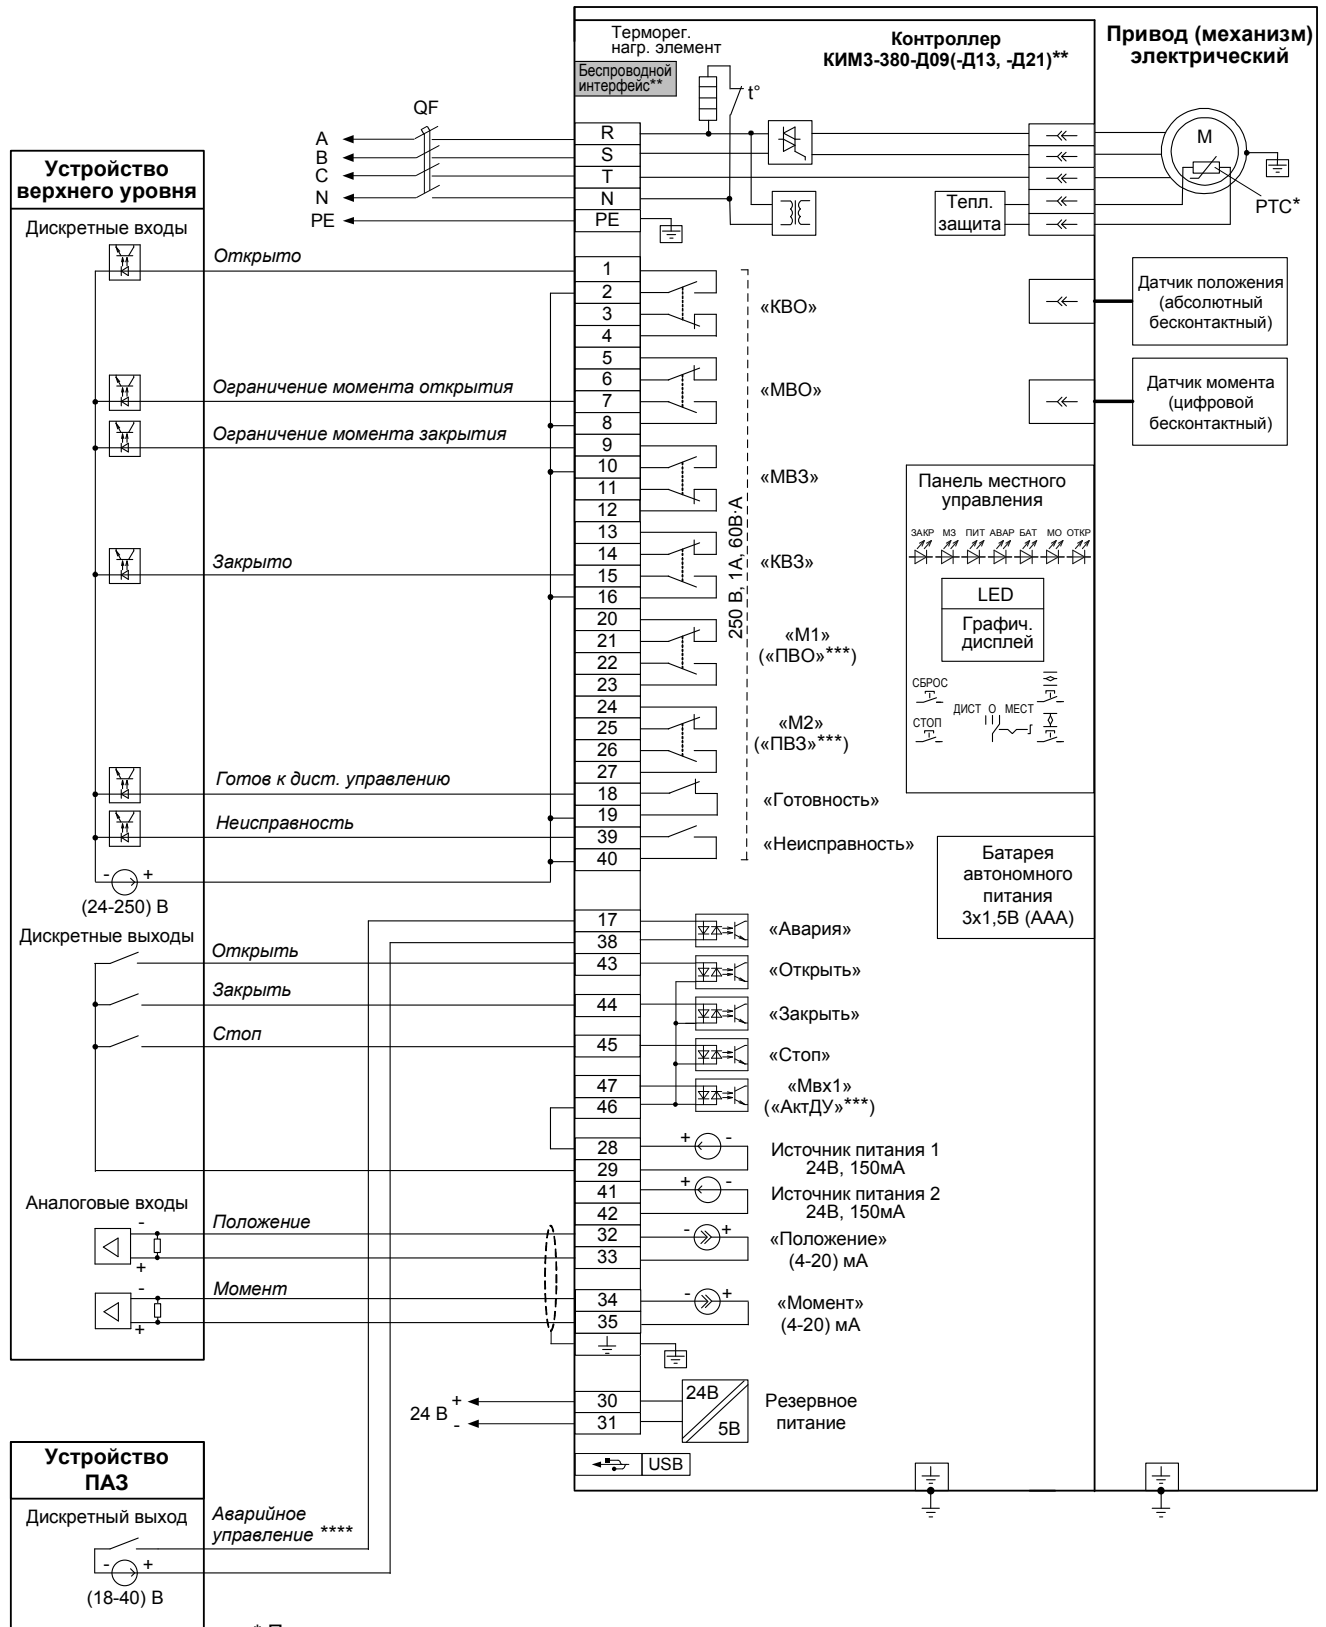 Терморег.
нагр. элемент
Контроллер
КИМ3-380-Д09(-Д13, -Д21)**
Привод (механизм)
электрический
Беспроводной
интерфейс**
t°
QF
A
B
C
N
PE
R
S
T
N
PE
M
Тепл.
защита
PTC*
Устройство
верхнего уровня
Дискретные входы
Открыто
1
2
3
4
«КВО»
Датчик положения
(абсолютный
бесконтактный)
5
6
7
8
Ограничение момента открытия
«МВО»
Датчик момента
(цифровой
бесконтактный)
Ограничение момента закрытия
9
10
11
12
«МВЗ»
250 В, 1А, 60В·А
Панель местного
управления
ЗАКР МЗ ПИТ АВАР БАТ МО ОТКР
13
14
15
16
Закрыто
«КВЗ»
LED
Графич.
дисплей
20
21
22
23
«М1»
(«ПВО»***)
СБРОС
СТОП
ДИСТ О МЕСТ
24
25
26
27
«М2»
(«ПВЗ»***)
Готов к дист. управлению
18
19
«Готовность»
Неисправность
39
40
«Неисправность»
Батарея
автономного
питания
3х1,5В (ААА)
- +
(24-250) В
Дискретные выходы
17
38
«Авария»
Открыть
43
«Открыть»
Закрыть
44
«Закрыть»
Стоп
45
«Стоп»
47
46
«Мвх1»
(«АктДУ»***)
28
29
+ -
Источник питания 1
24В, 150мА
41
42
+ -
Источник питания 2
24В, 150мА
Аналоговые входы
-
+
Положение
32
33
- +
«Положение»
(4-20) мА
-
+
Момент
34
35
- +
«Момент»
(4-20) мА
24 В
+
-
30
31
24В
5В
Резервное
питание
USB
Устройство
ПАЗ
Дискретный выход
Аварийное
управление ****
- +
(18-40) В